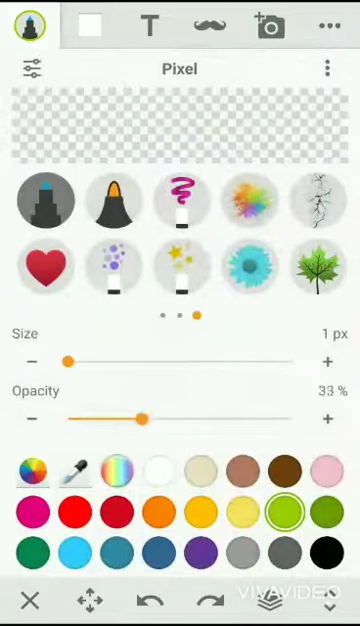 T
Pixel
Size 1 px
Opacity 33 %
VIVAVIDEO